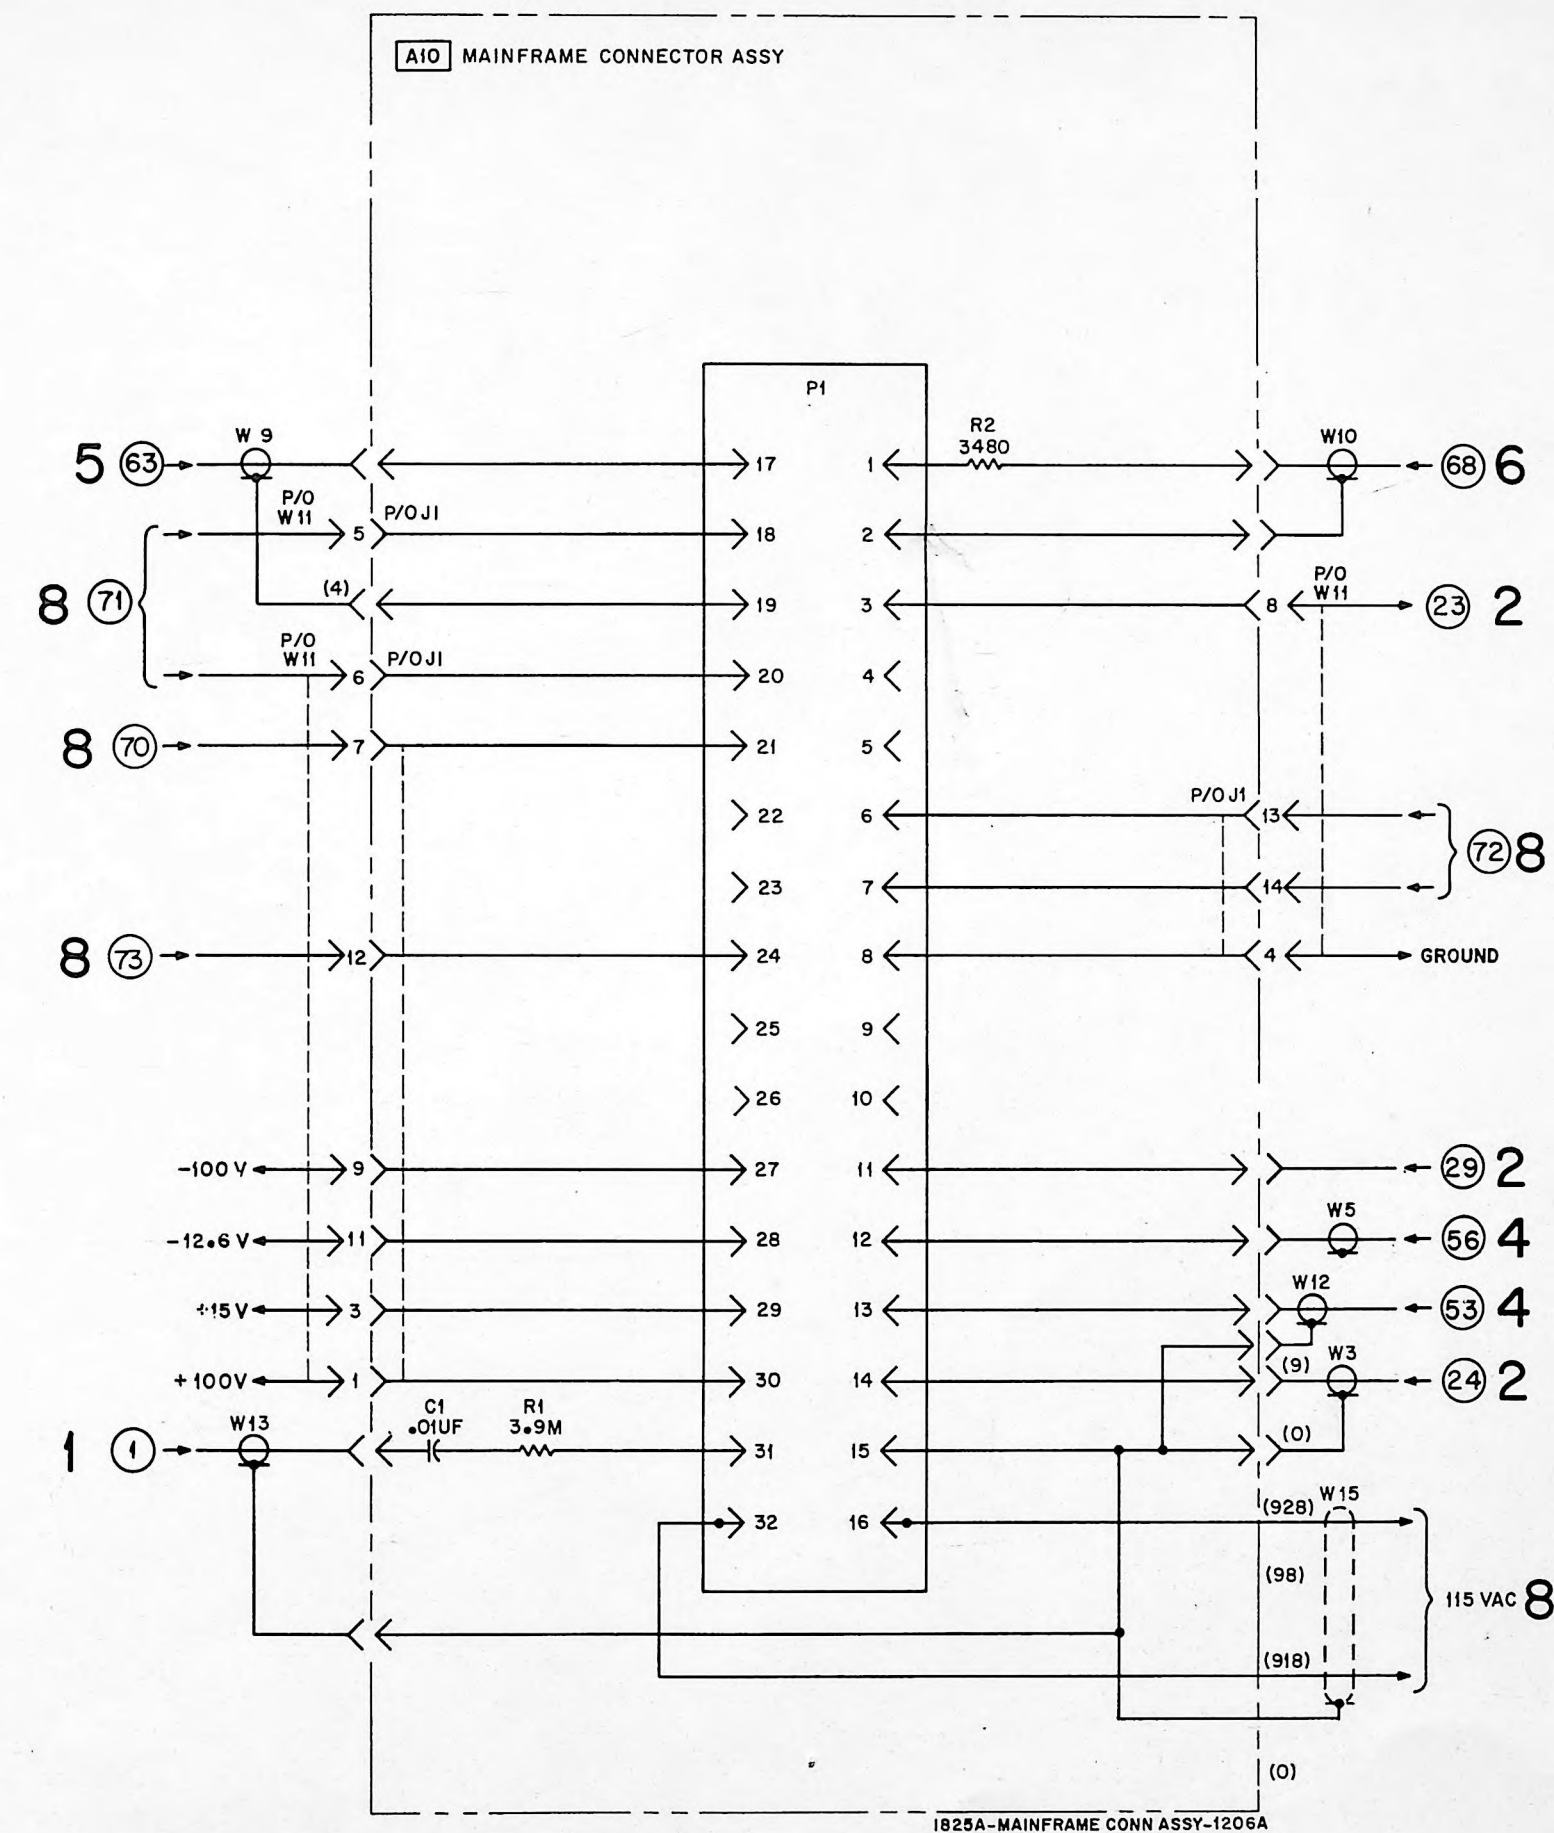 A10 MAINFRAME CONNECTOR ASSY
P1
R2
3480
W 9
W10
5 63
17
1
68 6
P/O
W11
5
P/O J1
18
2
8 71
(4)
19
3
8
P/O
W11
23 2
P/O
W11
6
P/O J1
20
4
8 70
7
21
5
22
6
P/O J1
13
72 8
23
7
14
8 73
12
24
8
4
GROUND
25
9
26
10
-100 V
9
27
11
29 2
W5
-12.6 V
11
28
12
56 4
W12
+15V
3
29
13
53 4
W3
+100V
1
30
14
(9)
24 2
W13
C1
.01UF
R1
3.9M
1 1
31
15
(0)
32
16
(928)
W15
(98)
115 VAC 8
(918)
(0)
1825A-MAINFRAME CONN ASSY-1206A